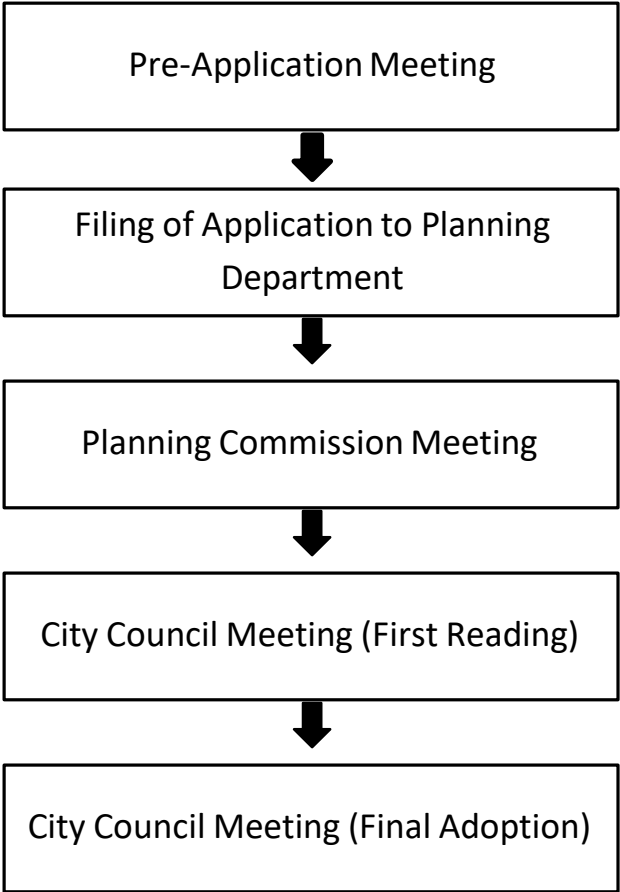 Pre-Application Meeting
Filing of Application to Planning
Department
Planning Commission Meeting
City Council Meeting (First Reading)
City Council Meeting (Final Adoption)